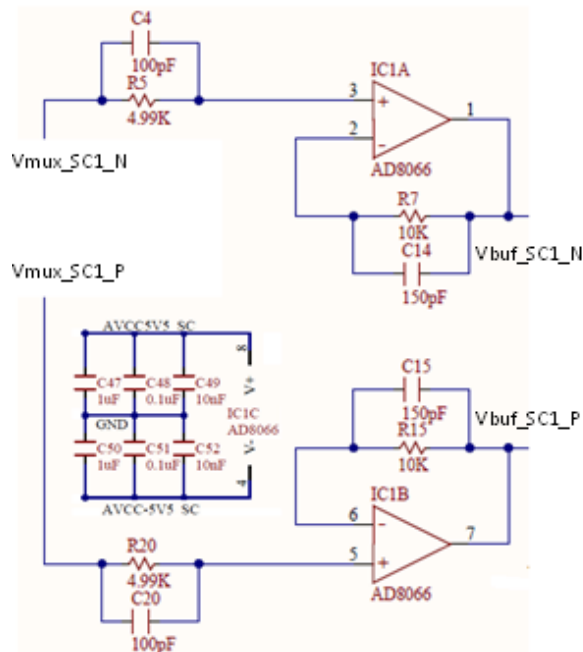 C4
100pF
R5
4.99K
Vmux_SC1_N
IC1A
3
+
1
2
-
AD8066
R7
10K
C14
150pF
Vbuf_SC1_N
Vmux_SC1_P
AVCC5V5_SC
8
V+
C47
1uF
C48
0.1uF
C49
10nF
GND
IC1C
AD8066
C50
1uF
C51
0.1uF
C52
10nF
V-
4
AVCC-5V5_SC
C15
150pF
R15
10K
Vbuf_SC1_P
IC1B
6
-
7
5
+
AD8066
R20
4.99K
C20
100pF